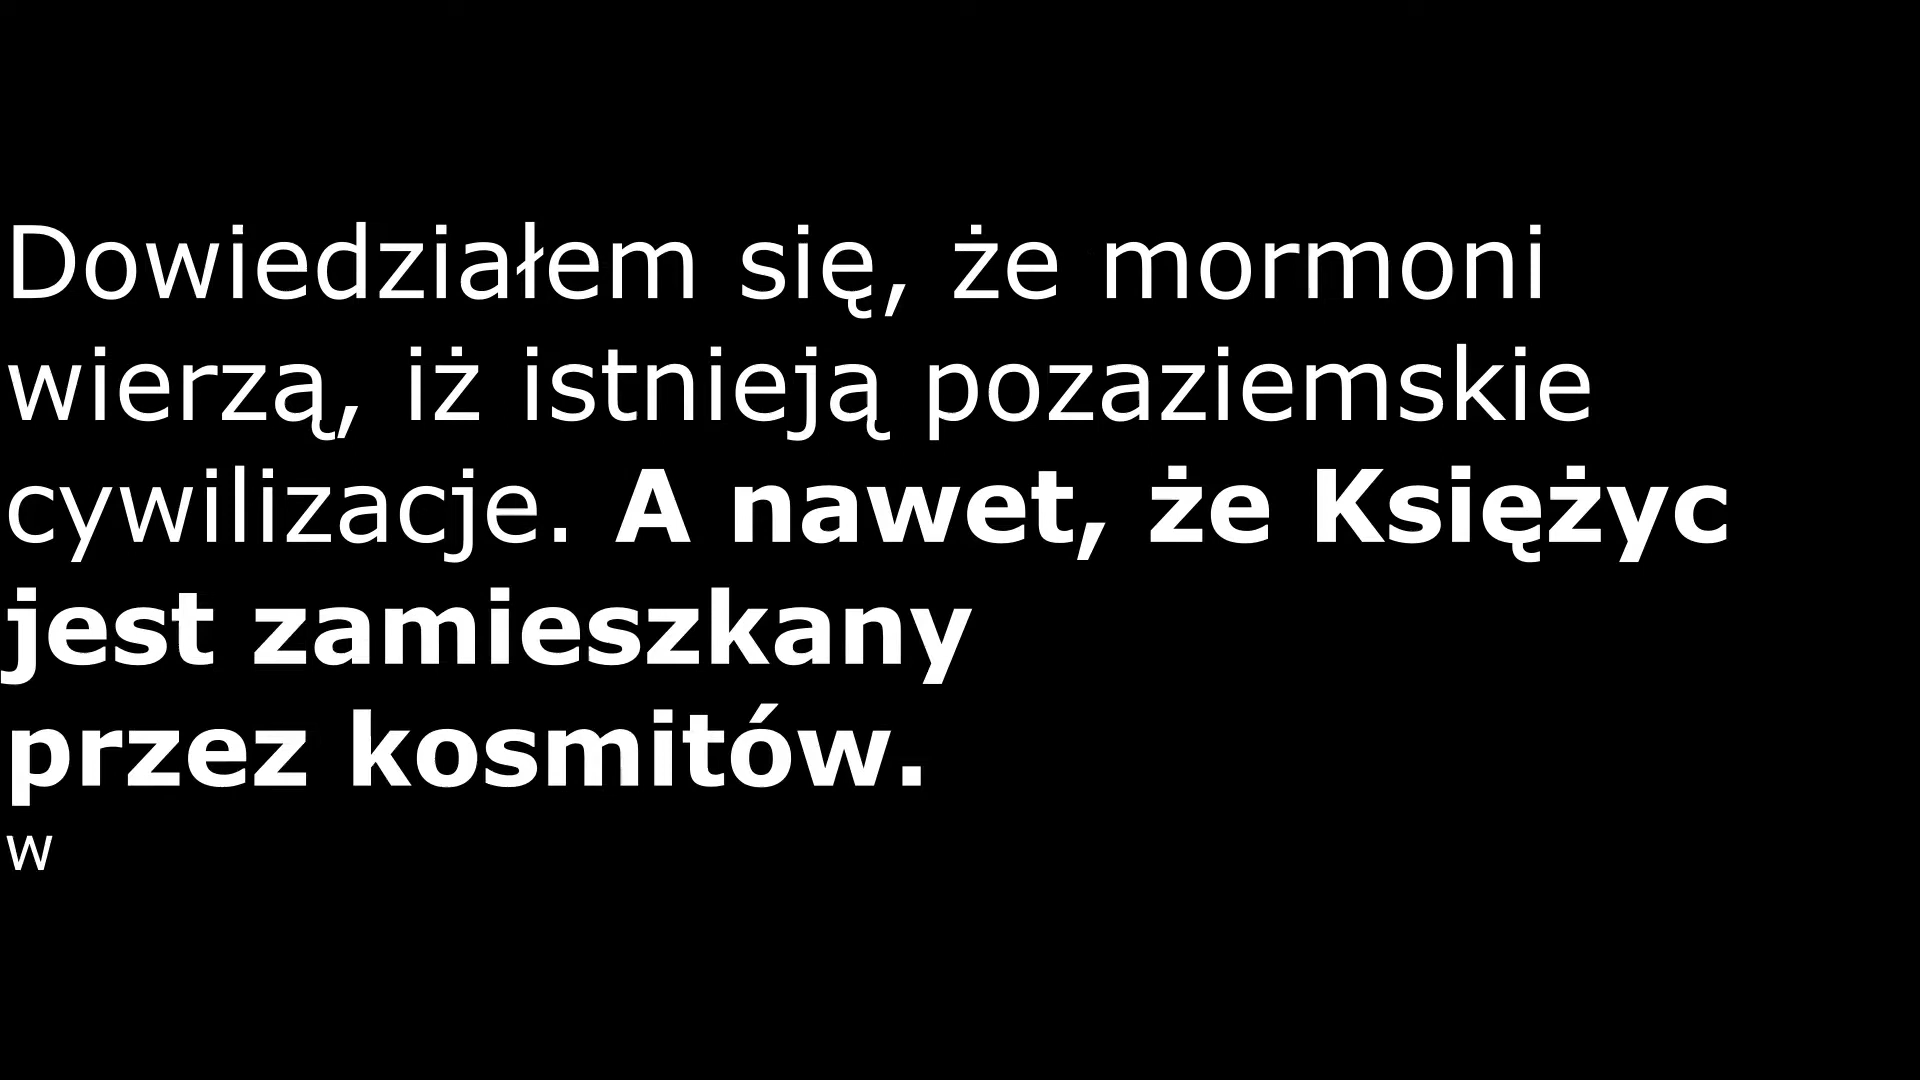 Dowiedziałem się, że mormoni
wierzą, iż istnieją pozaziemskie
cywilizacje. A nawet, że Księżyc
jest zamieszkany
przez kosmitów.
w